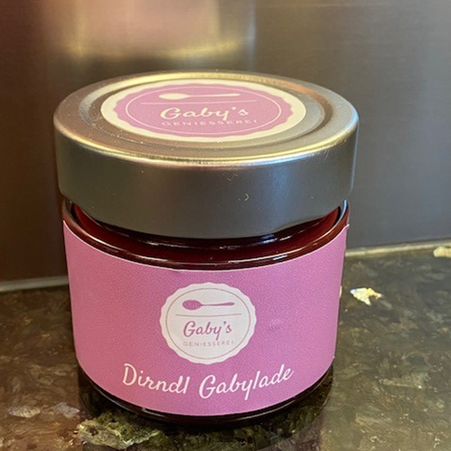 Gaby's
GENIESSEREI
Gaby's
GENIESSEREI
Dirndl Gabylade